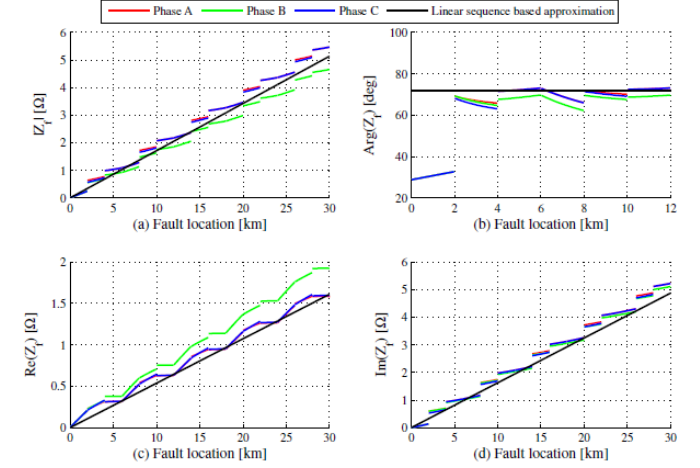 Phase A Phase B Phase C Linear sequence based approximation
|Z_f| [Ω]
6
5
4
3
2
1
0
0 5 10 15 20 25 30
(a) Fault location [km]
Arg(Z_f) [deg]
100
80
60
40
20
0 2 4 6 8 10 12
(b) Fault location [km]
Re(Z_f) [Ω]
2
1.5
1
0.5
0
0 5 10 15 20 25 30
(c) Fault location [km]
Im(Z_f) [Ω]
6
5
4
3
2
1
0
0 5 10 15 20 25 30
(d) Fault location [km]